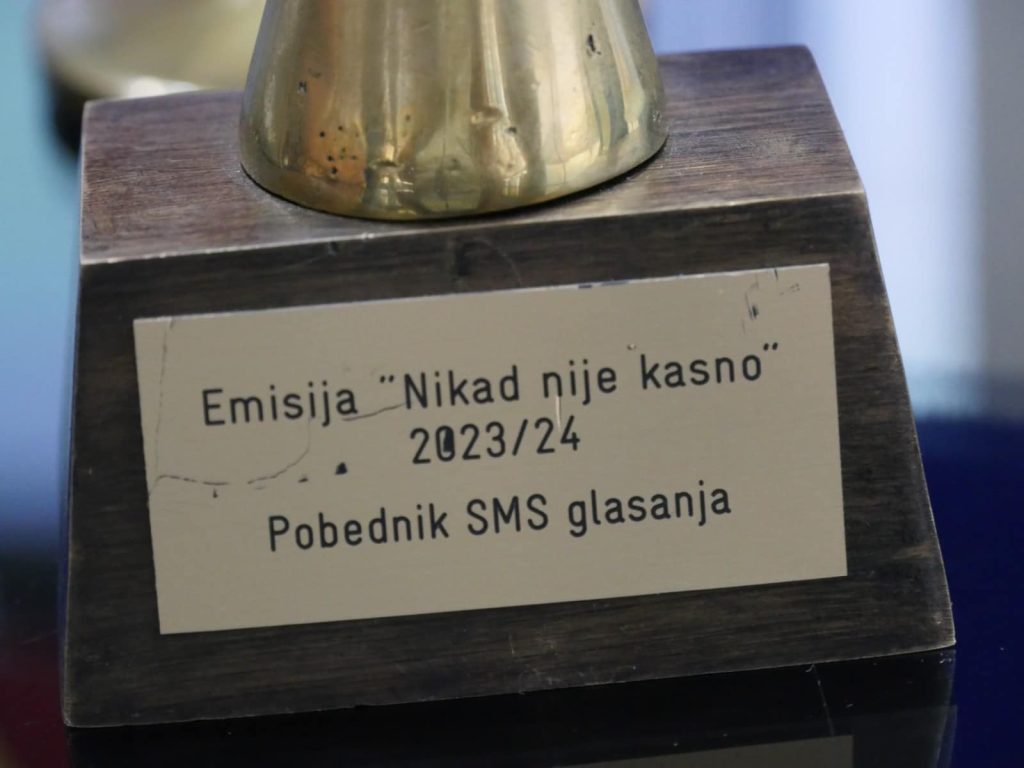 Emisija "Nikad nije kasno"
2023/24
Pobednik SMS glasanja